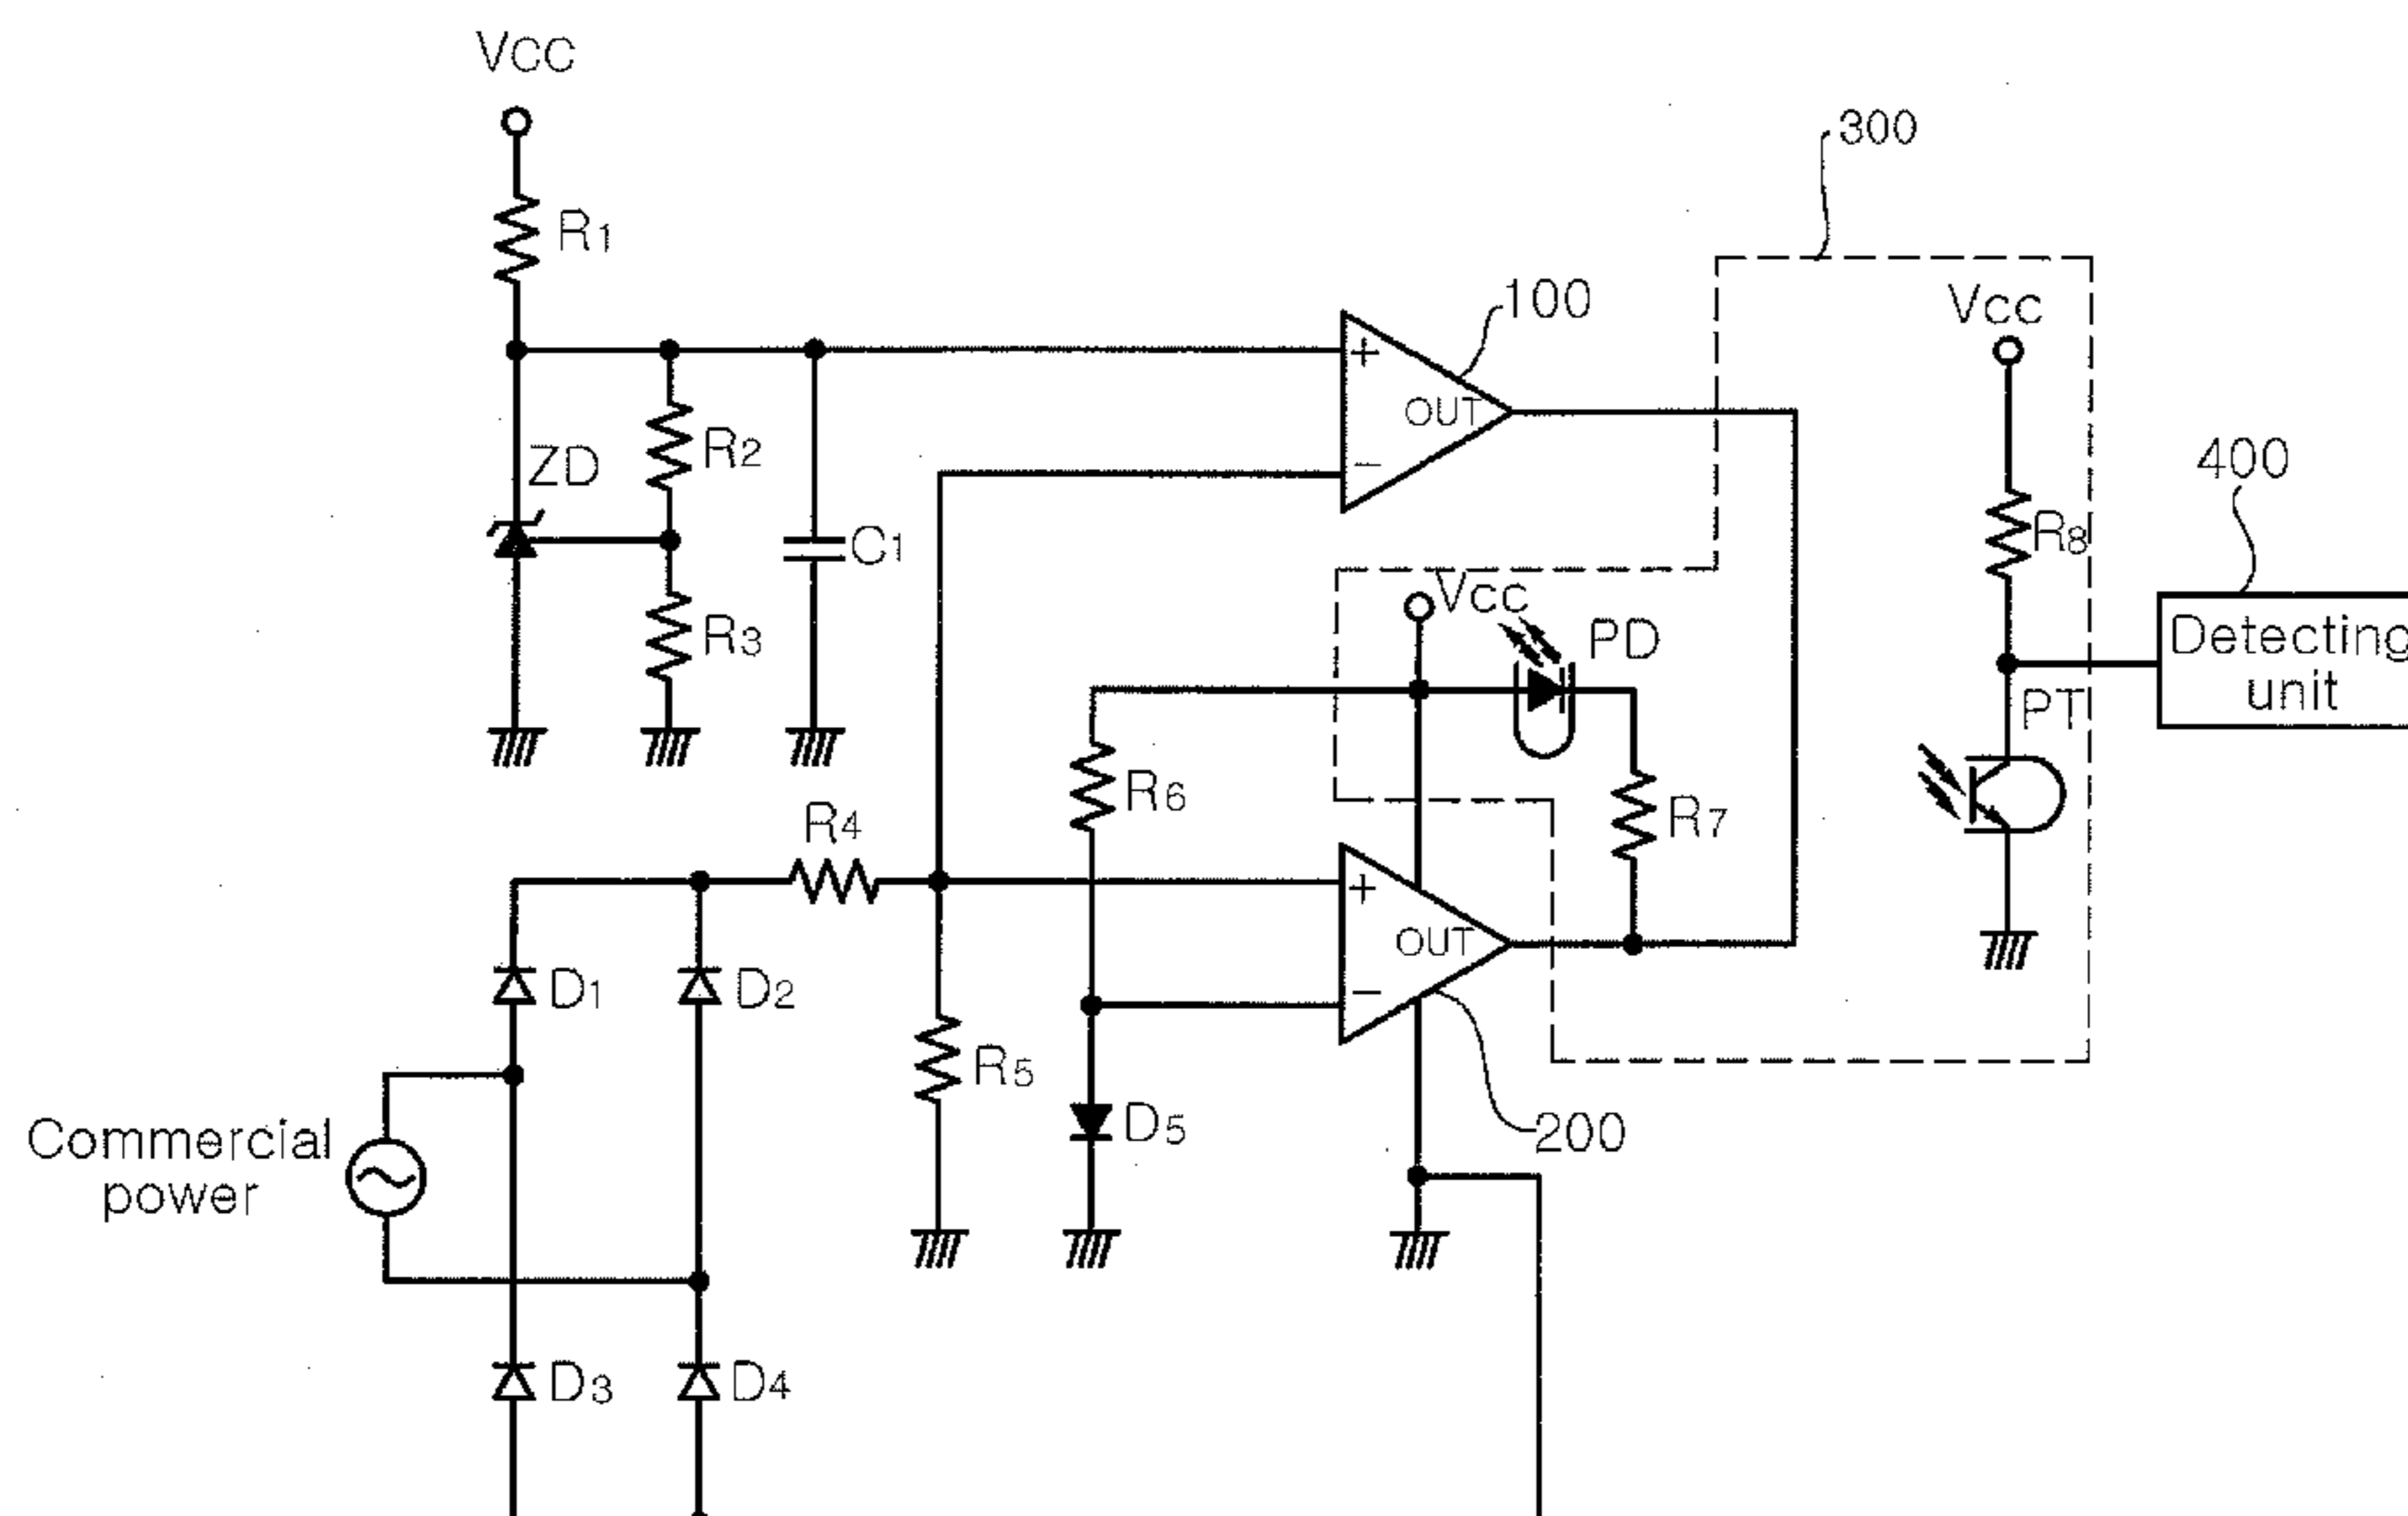 VCC
300
R1
100
Vcc
+
OUT
R2
ZD
400
−
R8
C1
Vcc
R3
PD
Detecting
unit
PT
R6
R4
R7
+
OUT
D1
D2
−
R5
D5
200
Commercial
power
D3
D4